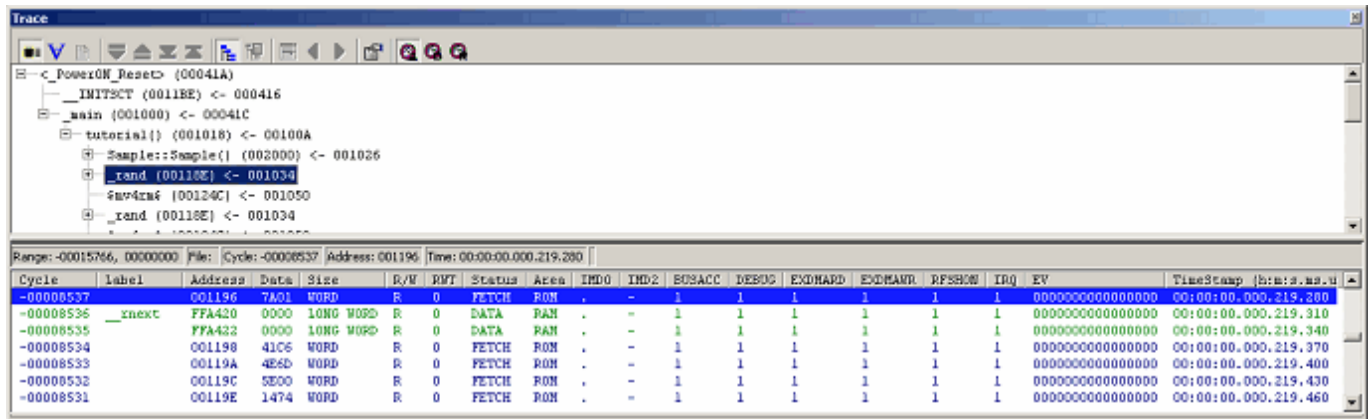 Trace
<_PowerON_Reset> (00041A)
__INITSCT (0011BE) <- 000416
_main (001000) <- 00041C
tutorial() (001018) <- 00100A
Sample::Sample() (002000) <- 001026
_rand (00118E) <- 001034
$mv4rm$ (00124C) <- 001050
_rand (00118E) <- 001034
Range: -00015766, 00000000 File: Cycle: -00008537 Address: 001196 Time: 00:00:00.000.219.280
Cycle Label Address Data Size R/W RWT Status Area IMD0 IMD2 BUSACC DEBUG EXDMARD EXDMAWR RFSHON IRQ EV TimeStamp (h:m:s.ms.u
-00008537 001196 7A01 WORD R 0 FETCH ROM . - 1 1 1 1 1 1 0000000000000000 00:00:00.000.219.280
-00008536 __rnext FFA420 0000 LONG WORD R 0 DATA RAM . - 1 1 1 1 1 1 0000000000000000 00:00:00.000.219.310
-00008535 FFA422 0000 LONG WORD R 0 DATA RAM . - 1 1 1 1 1 1 0000000000000000 00:00:00.000.219.340
-00008534 001198 41C6 WORD R 0 FETCH ROM . - 1 1 1 1 1 1 0000000000000000 00:00:00.000.219.370
-00008533 00119A 4E6D WORD R 0 FETCH ROM . - 1 1 1 1 1 1 0000000000000000 00:00:00.000.219.400
-00008532 00119C 5E00 WORD R 0 FETCH ROM . - 1 1 1 1 1 1 0000000000000000 00:00:00.000.219.430
-00008531 00119E 1474 WORD R 0 FETCH ROM . - 1 1 1 1 1 1 0000000000000000 00:00:00.000.219.460